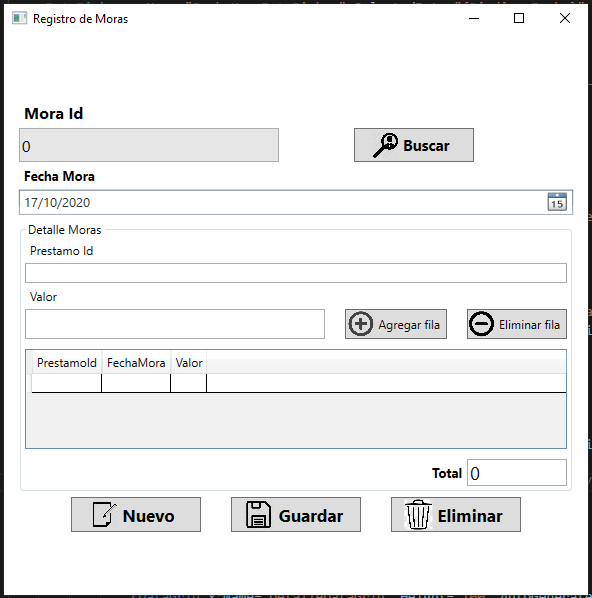 Registro de Moras
Mora Id
0
Buscar
Fecha Mora
17/10/2020
15
Detalle Moras
Prestamo Id
Valor
Agregar fila
Eliminar fila
PrestamoId FechaMora Valor
Total 0
Nuevo Guardar Eliminar